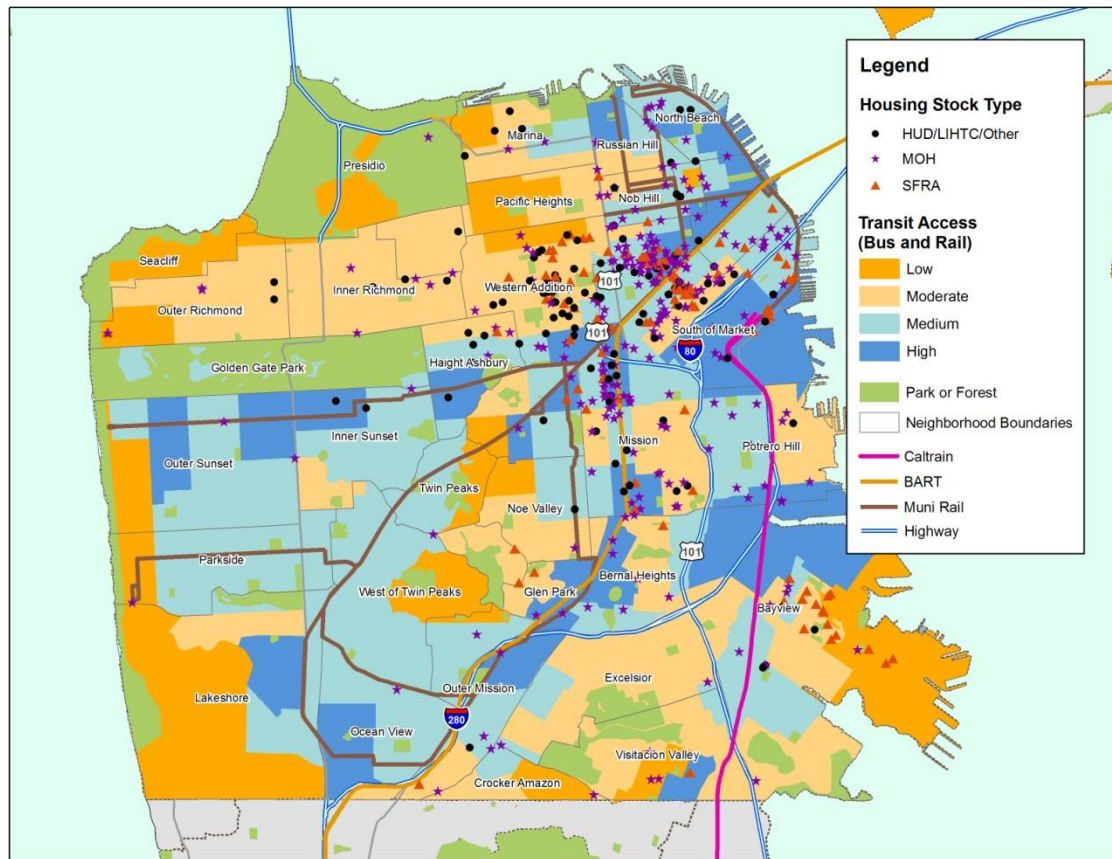 Legend
Housing Stock Type
HUD/LIHTC/Other
MOH
SFRA
Transit Access
(Bus and Rail)
Low
Moderate
Medium
High
Park or Forest
Neighborhood Boundaries
Caltrain
BART
Muni Rail
Highway
North Beach
Marina
Russian Hill
Presidio
Nob Hill
Pacific Heights
Seacliff
Inner Richmond
Western Addition
101
Outer Richmond
South of Market
101
80
Haight Ashbury
Golden Gate Park
Inner Sunset
Mission
Potrero Hill
Outer Sunset
Twin Peaks
Noe Valley
101
Parkside
Bernal Heights
West of Twin Peaks
Glen Park
Bayview
Excelsior
Lakeshore
Outer Mission
280
Ocean View
Visitacion Valley
Crocker Amazon